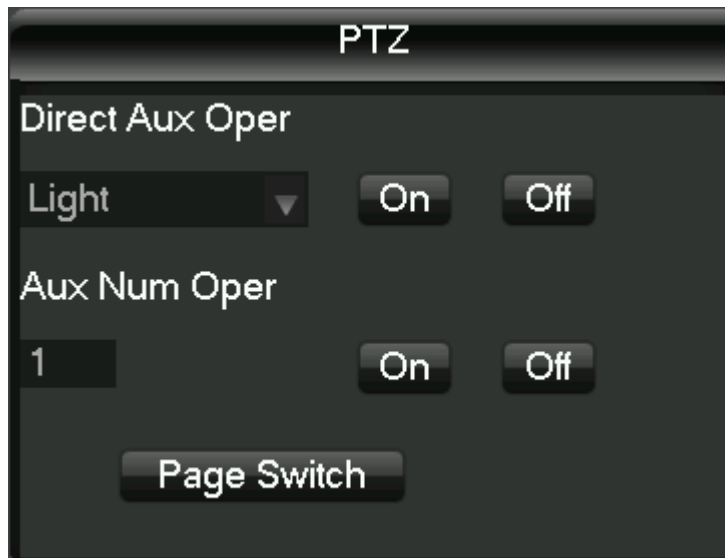 PTZ
Direct Aux Oper
Light On Off
Aux Num Oper
1 On Off
Page Switch